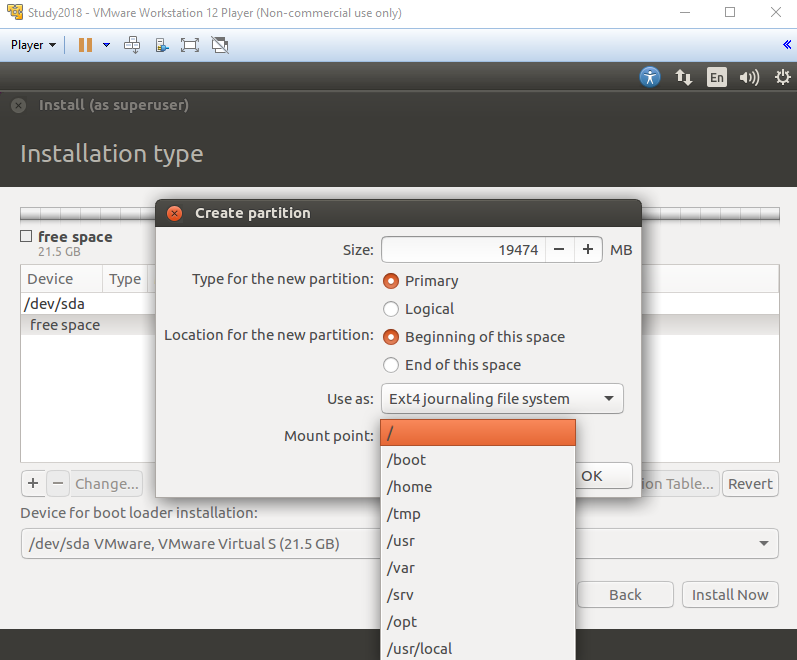 Study2018 - VMware Workstation 12 Player (Non-commercial use only)
Player
En
Install (as superuser)
Installation type
Create partition
free space
21.5 GB
Size: 19474 MB
Device Type
Type for the new partition: Primary
/dev/sda
Logical
free space
Location for the new partition: Beginning of this space
End of this space
Use as: Ext4 journaling file system
Mount point: /
/boot
OK
+ − Change... ion Table... Revert
/home
Device for boot loader installation:
/tmp
/dev/sda VMware, VMware Virtual S (21.5 GB)
/usr
/var
/srv
Back Install Now
/opt
/usr/local